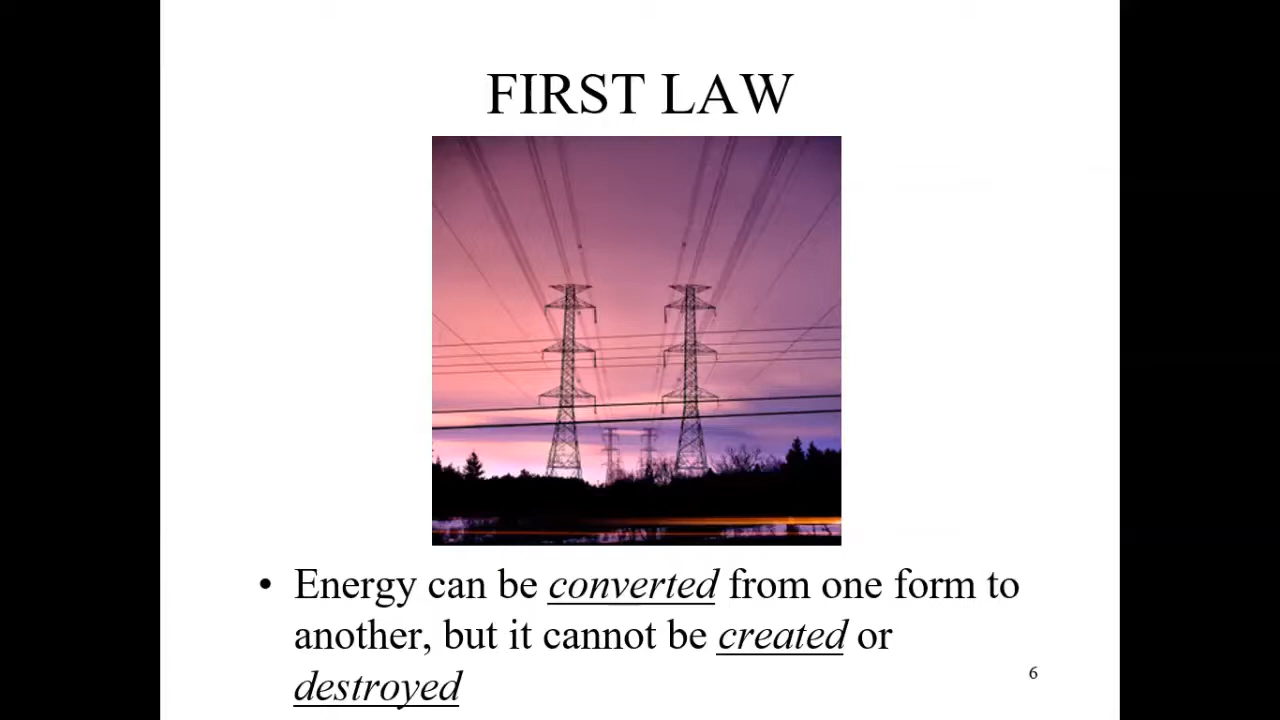 FIRST LAW
• Energy can be converted from one form to
another, but it cannot be created or
destroyed
6